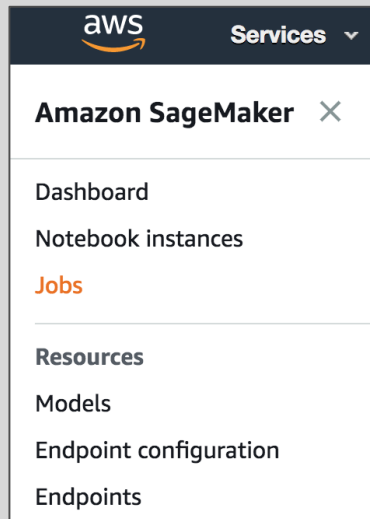 aws Services
Amazon SageMaker
Dashboard
Notebook instances
Jobs
Resources
Models
Endpoint configuration
Endpoints